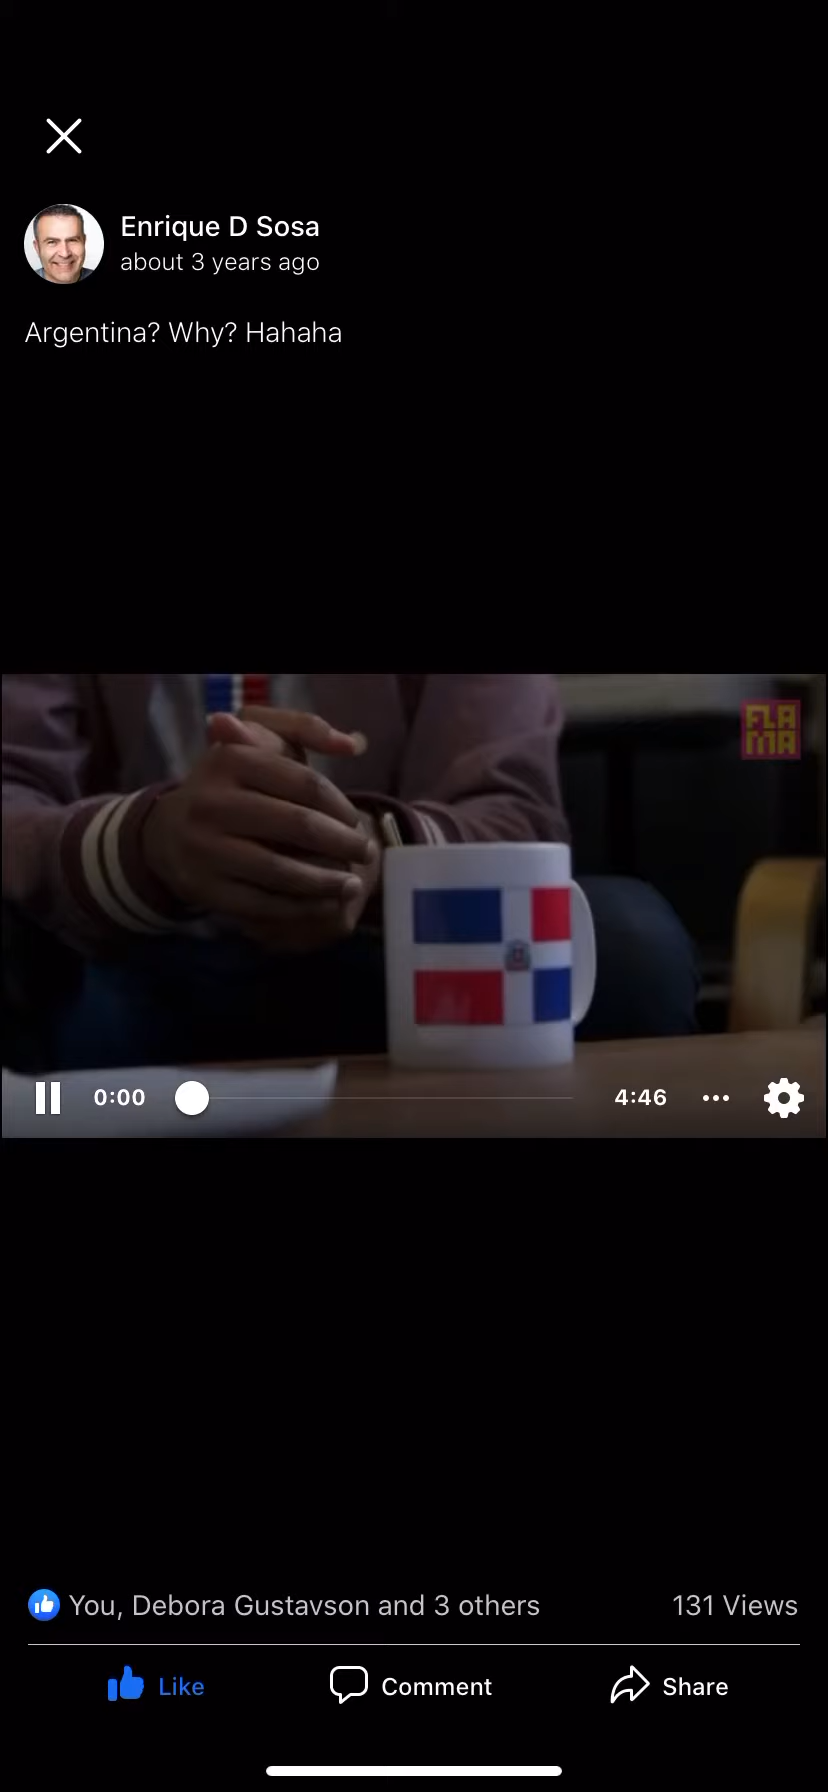 Enrique D Sosa
about 3 years ago
Argentina? Why? Hahaha
FLA
MA
0:00
4:46
You, Debora Gustavson and 3 others
131 Views
Like
Comment
Share